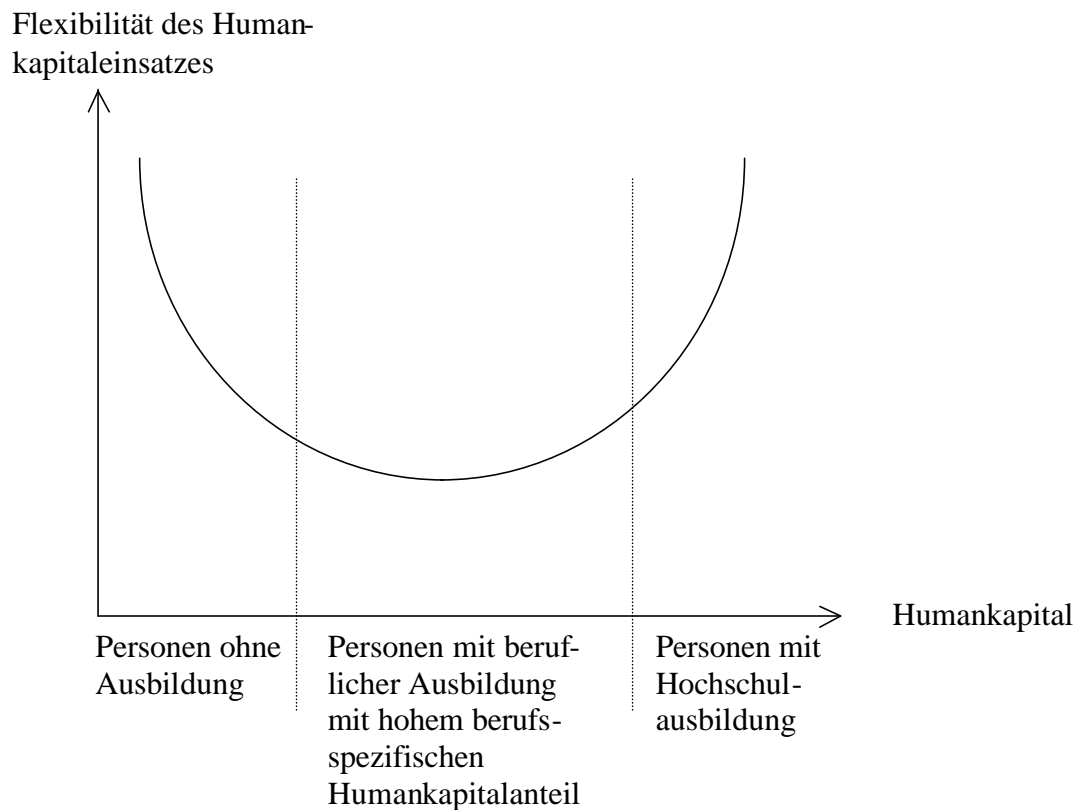 Flexibilität des Human-
kapitaleinsatzes
Humankapital
Personen ohne
Ausbildung
Personen mit beruf-
licher Ausbildung
mit hohem berufs-
spezifischen
Humankapitalanteil
Personen mit
Hochschul-
ausbildung